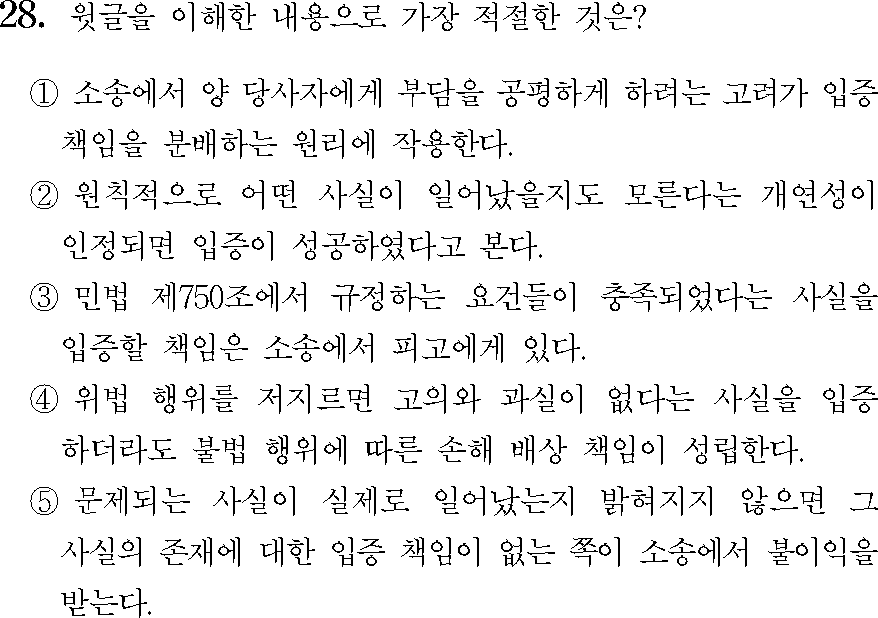 28. 윗글을 이해한 내용으로 가장 적절한 것은?
① 소송에서 양 당사자에게 부담을 공평하게 하려는 고려가 입증
책임을 분배하는 원리에 작용한다.
② 원칙적으로 어떤 사실이 일어났을지도 모른다는 개연성이
인정되면 입증이 성공하였다고 본다.
③ 민법 제750조에서 규정하는 요건들이 충족되었다는 사실을
입증할 책임은 소송에서 피고에게 있다.
④ 위법 행위를 저지르면 고의와 과실이 없다는 사실을 입증
하더라도 불법 행위에 따른 손해 배상 책임이 성립한다.
⑤ 문제되는 사실이 실제로 일어났는지 밝혀지지 않으면 그
사실의 존재에 대한 입증 책임이 없는 쪽이 소송에서 불이익을
받는다.